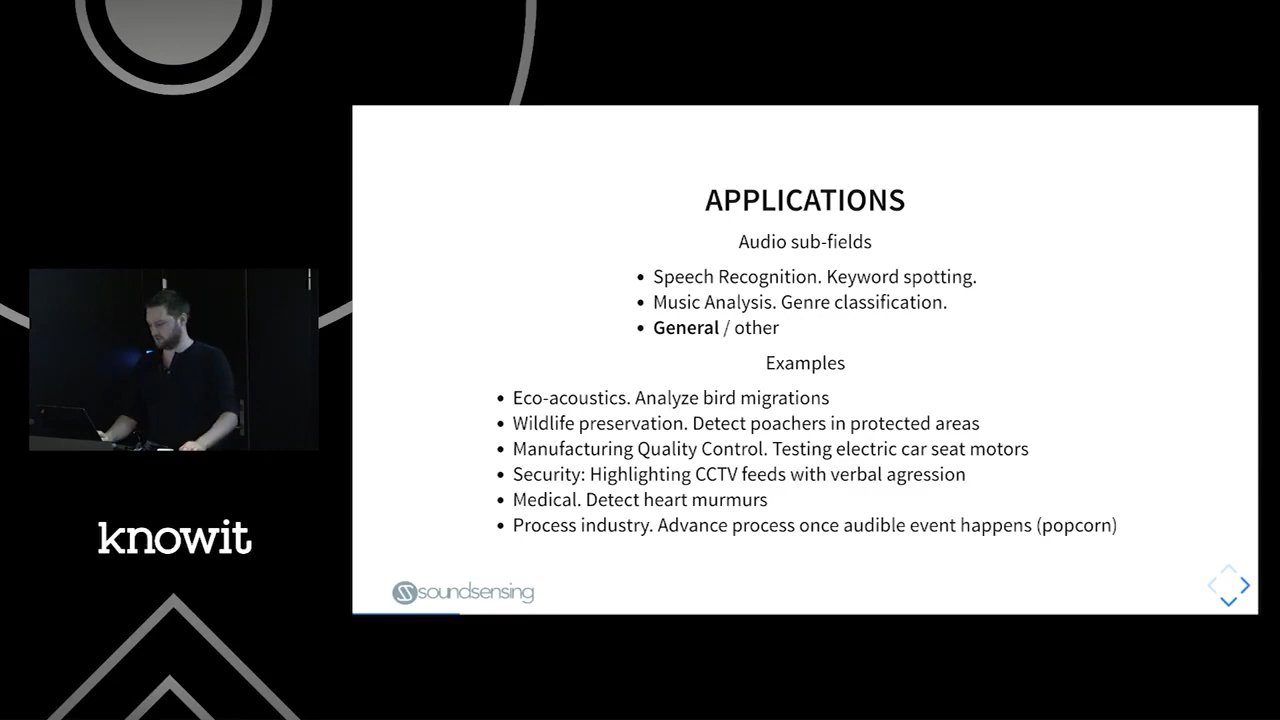 APPLICATIONS
Audio sub-fields
• Speech Recognition. Keyword spotting.
• Music Analysis. Genre classification.
• General / other
Examples
• Eco-acoustics. Analyze bird migrations
• Wildlife preservation. Detect poachers in protected areas
• Manufacturing Quality Control. Testing electric car seat motors
• Security: Highlighting CCTV feeds with verbal agression
• Medical. Detect heart murmurs
• Process industry. Advance process once audible event happens (popcorn)
soundsensing
knowit